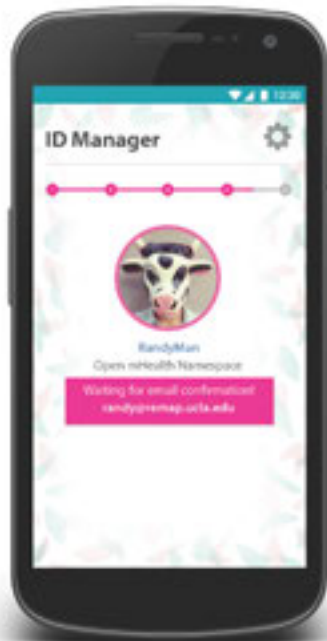 ID Manager
RandyMan
Open mHealth Namespace
Waiting for email confirmation!
randy@remap.ucla.edu